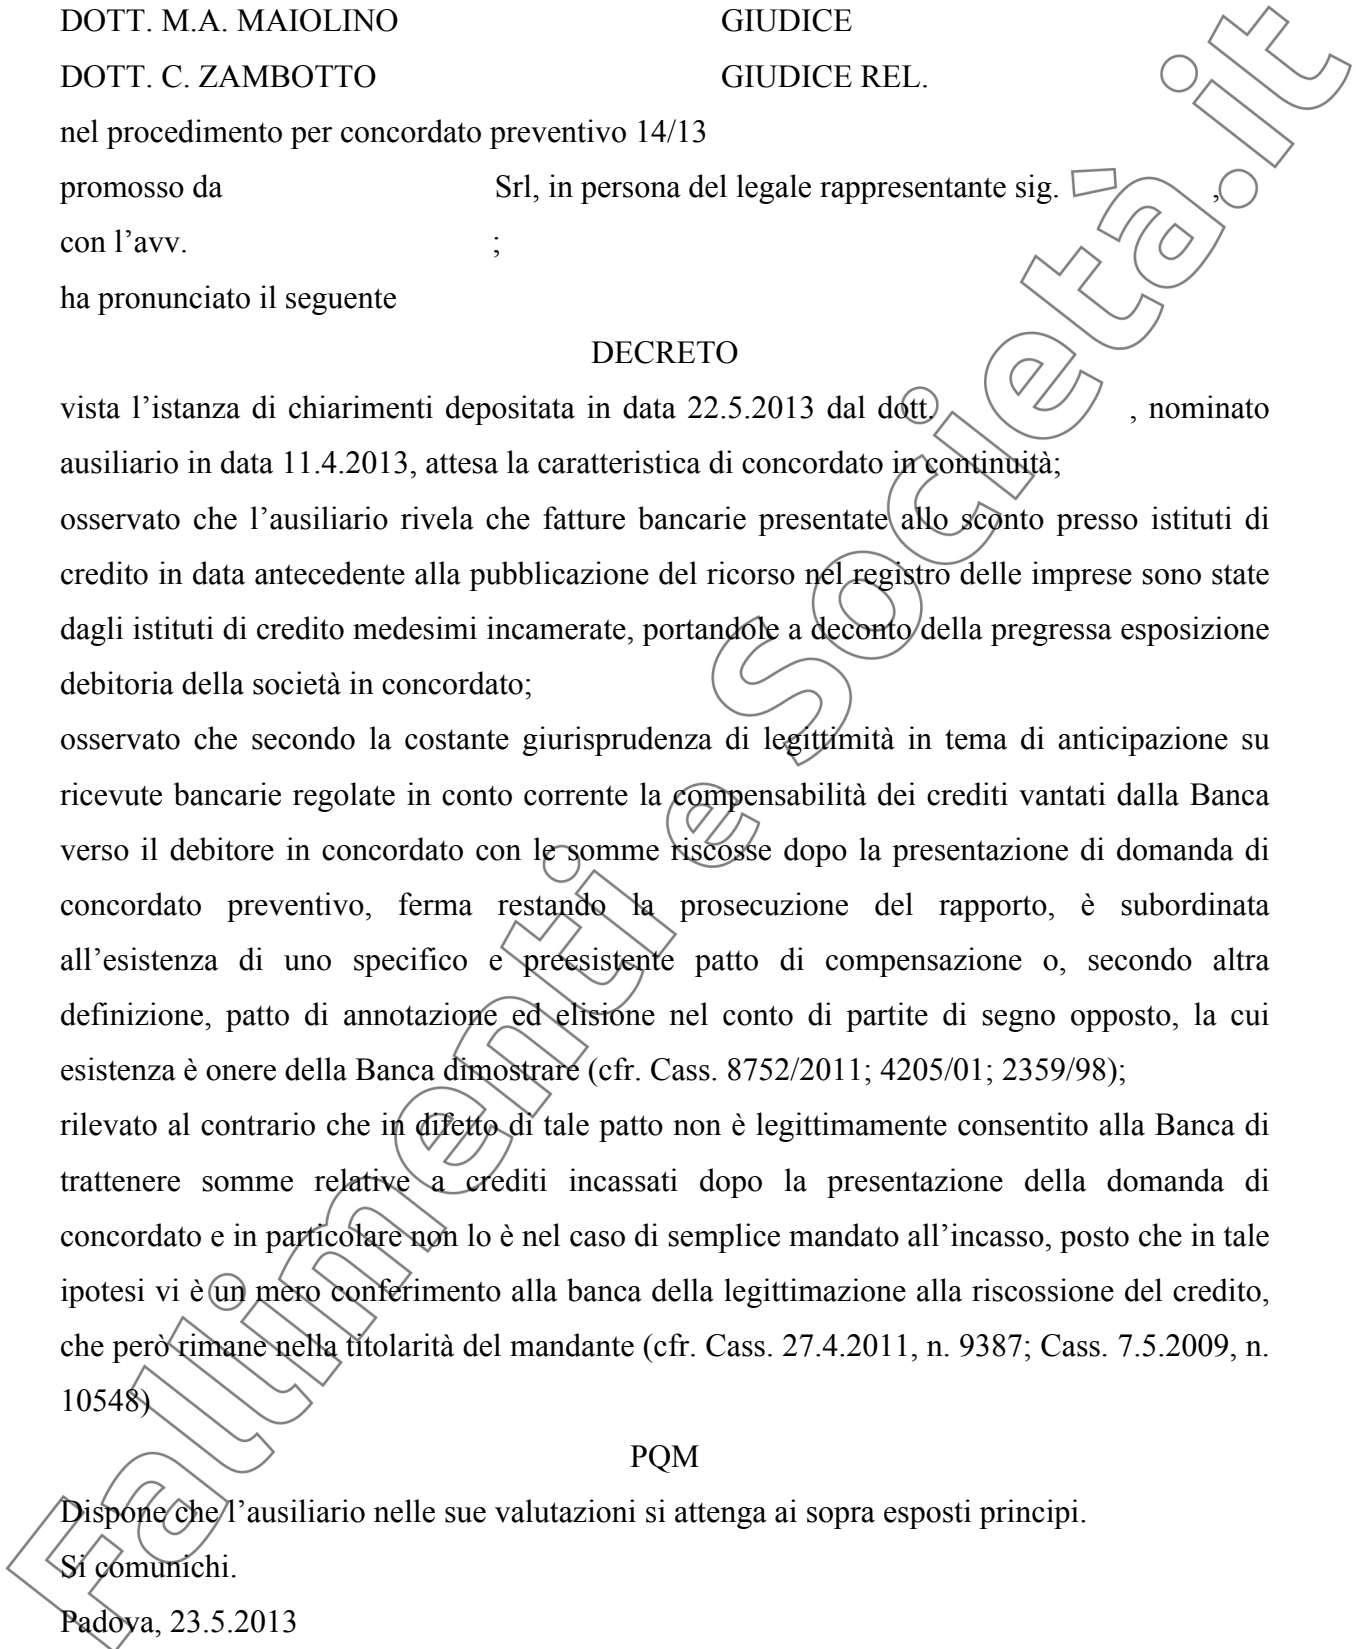 DOTT. M.A. MAIOLINO GIUDICE
DOTT. C. ZAMBOTTO GIUDICE REL.
nel procedimento per concordato preventivo 14/13
promosso da Srl, in persona del legale rappresentante sig. ,
con l’avv. ;
ha pronunciato il seguente
DECRETO
vista l’istanza di chiarimenti depositata in data 22.5.2013 dal dott. , nominato
ausiliario in data 11.4.2013, attesa la caratteristica di concordato in continuità;
osservato che l’ausiliario rivela che fatture bancarie presentate allo sconto presso istituti di
credito in data antecedente alla pubblicazione del ricorso nel registro delle imprese sono state
dagli istituti di credito medesimi incamerate, portandole a deconto della pregressa esposizione
debitoria della società in concordato;
osservato che secondo la costante giurisprudenza di legittimità in tema di anticipazione su
ricevute bancarie regolate in conto corrente la compensabilità dei crediti vantati dalla Banca
verso il debitore in concordato con le somme riscosse dopo la presentazione di domanda di
concordato preventivo, ferma restando la prosecuzione del rapporto, è subordinata
all’esistenza di uno specifico e preesistente patto di compensazione o, secondo altra
definizione, patto di annotazione ed elisione nel conto di partite di segno opposto, la cui
esistenza è onere della Banca dimostrare (cfr. Cass. 8752/2011; 4205/01; 2359/98);
rilevato al contrario che in difetto di tale patto non è legittimamente consentito alla Banca di
trattenere somme relative a crediti incassati dopo la presentazione della domanda di
concordato e in particolare non lo è nel caso di semplice mandato all’incasso, posto che in tale
ipotesi vi è un mero conferimento alla banca della legittimazione alla riscossione del credito,
che però rimane nella titolarità del mandante (cfr. Cass. 27.4.2011, n. 9387; Cass. 7.5.2009, n.
10548)
PQM
Dispone che l’ausiliario nelle sue valutazioni si attenga ai sopra esposti principi.
Si comunichi.
Padova, 23.5.2013
Fallimenti e Società.it